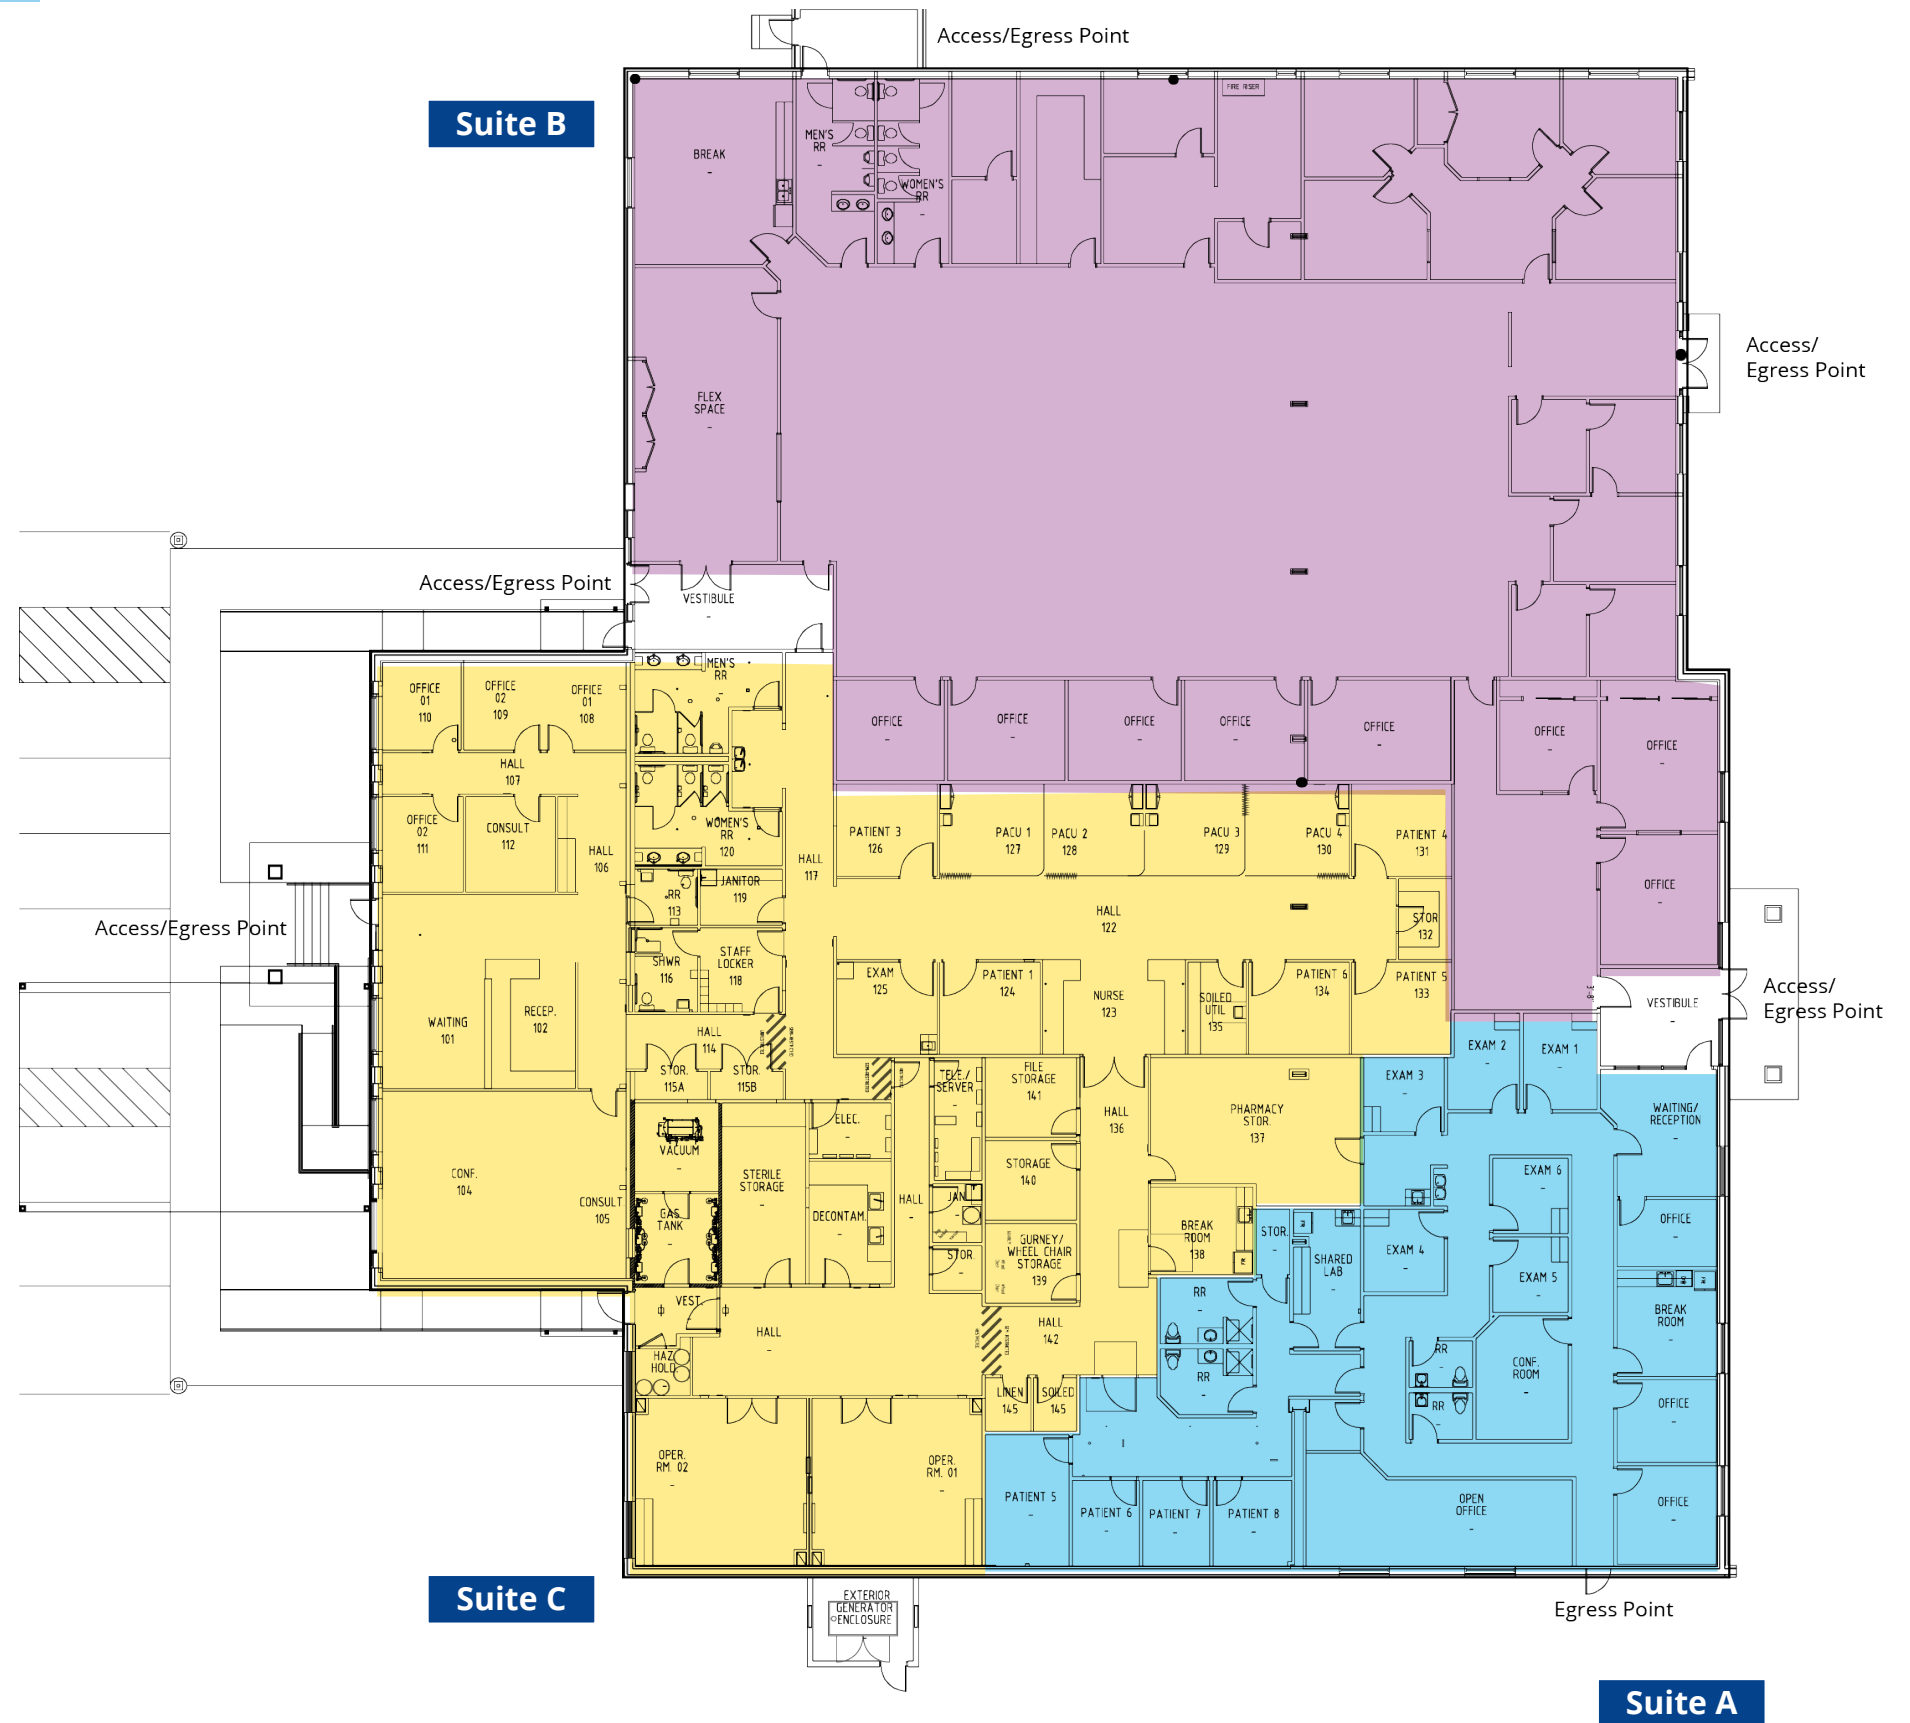 Access/Egress Point
Suite B
FIRE RISER
MEN'S
RR
-
BREAK
-
WOMEN'S
RR
-
Access/
Egress Point
FLEX
SPACE
-
Access/Egress Point
VESTIBULE
-
MEN'S
RR
-
OFFICE
01
110
OFFICE
02
109
OFFICE
01
108
OFFICE
-
OFFICE
-
OFFICE
-
OFFICE
-
OFFICE
-
OFFICE
-
OFFICE
-
HALL
107
OFFICE
02
111
CONSULT
112
HALL
106
WOMEN'S
RR
120
HALL
117
PATIENT 3
126
PACU 1
127
PACU 2
128
PACU 3
129
PACU 4
130
PATIENT 4
131
OFFICE
-
RR
113
JANITOR
119
HALL
122
STOR
132
Access/Egress Point
SHWR
116
STAFF
LOCKER
118
EXAM
125
PATIENT 1
124
NURSE
123
SOILED
UTIL
135
PATIENT 6
134
PATIENT 5
133
Access/
Egress Point
VESTIBULE
-
WAITING
101
RECEP.
102
HALL
114
STOR.
115A
STOR.
115B
TELE./
SERVER
-
FILE
STORAGE
141
HALL
136
PHARMACY
STOR.
137
EXAM 3
-
EXAM 2
-
EXAM 1
-
WAITING/
RECEPTION
-
ELEC.
-
VACUUM
-
STERILE
STORAGE
-
STORAGE
140
EXAM 6
-
CONF.
104
CONSULT
105
GAS
TANK
-
DECONTAM.
-
HALL
-
JAN
-
STOR.
-
GURNEY/
WHEEL CHAIR
STORAGE
139
BREAK
ROOM
138
STOR.
-
SHARED
LAB
-
EXAM 4
-
EXAM 5
-
OFFICE
-
VEST.
-
HALL
-
HAZ
HOLD.
HALL
142
RR
-
RR
-
RR
-
RR
-
CONF.
ROOM
-
BREAK
ROOM
-
LINEN
145
SOILED
145
OFFICE
-
OPER.
RM. 02
-
OPER.
RM. 01
-
PATIENT 5
-
PATIENT 6
-
PATIENT 7
-
PATIENT 8
-
OPEN
OFFICE
-
OFFICE
-
Suite C
EXTERIOR
GENERATOR
ENCLOSURE
Egress Point
Suite A